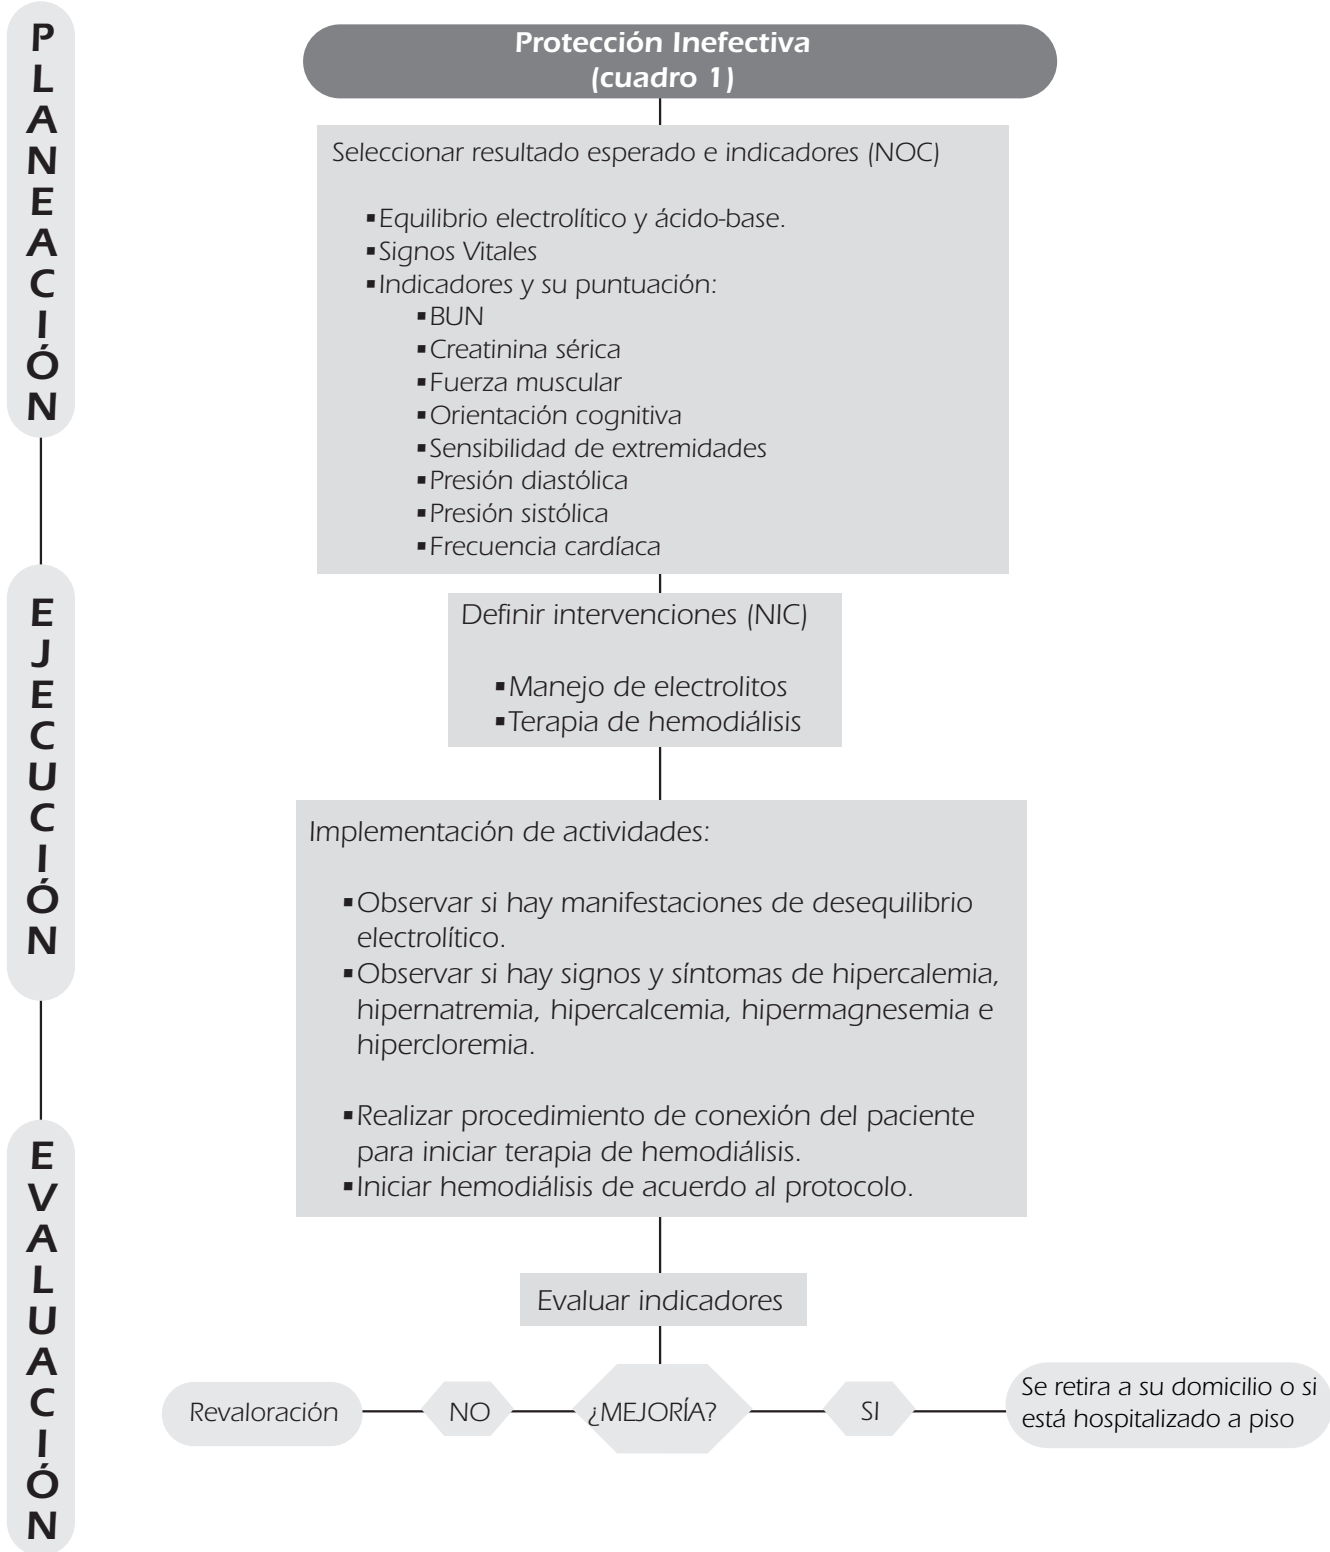 PLANEACIÓN
Protección Inefectiva
(cuadro 1)
Seleccionar resultado esperado e indicadores (NOC)
▪Equilibrio electrolítico y ácido-base.
▪Signos Vitales
▪Indicadores y su puntuación:
▪BUN
▪Creatinina sérica
▪Fuerza muscular
▪Orientación cognitiva
▪Sensibilidad de extremidades
▪Presión diastólica
▪Presión sistólica
▪Frecuencia cardíaca
EJECUCIÓN
Definir intervenciones (NIC)
▪Manejo de electrolitos
▪Terapia de hemodiálisis
Implementación de actividades:
▪Observar si hay manifestaciones de desequilibrio
electrolítico.
▪Observar si hay signos y síntomas de hipercalemia,
hipernatremia, hipercalcemia, hipermagnesemia e
hipercloremia.
▪Realizar procedimiento de conexión del paciente
para iniciar terapia de hemodiálisis.
▪Iniciar hemodiálisis de acuerdo al protocolo.
EVALUACIÓN
Evaluar indicadores
Revaloración
NO
¿MEJORÍA?
SI
Se retira a su domicilio o si
está hospitalizado a piso